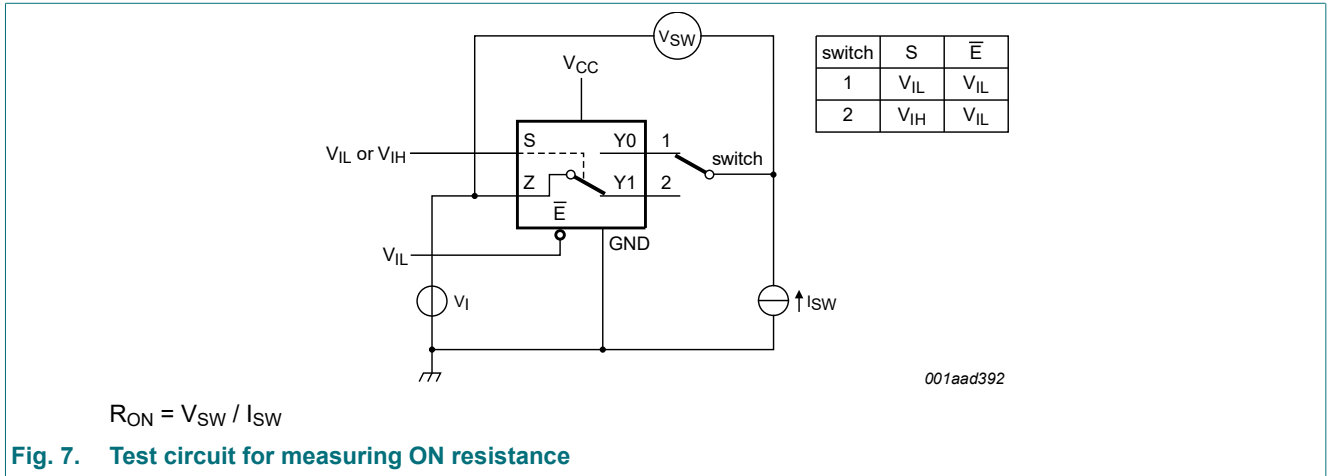 VSW
switch S E̅
1 VIL VIL
2 VIH VIL
VCC
VIL or VIH
S Y0 1
switch
Z Y1 2
E̅
GND
VIL
VI
ISW
001aad392
RON = VSW / ISW
Fig. 7. Test circuit for measuring ON resistance